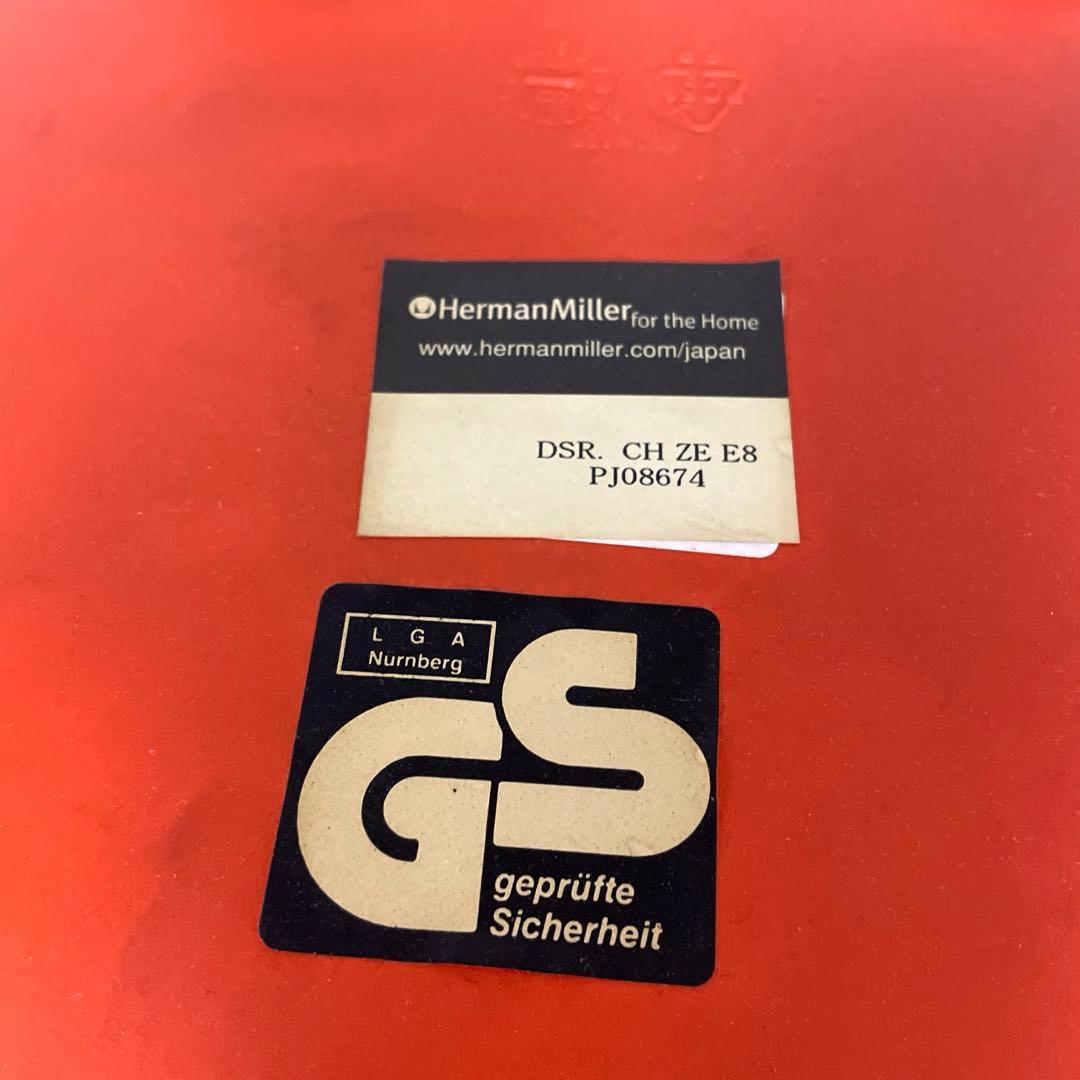 HermanMiller for the Home
www.hermanmiller.com/japan
DSR. CH ZE E8
PJ08674
L G A
Nürnberg
GS
geprüfte
Sicherheit